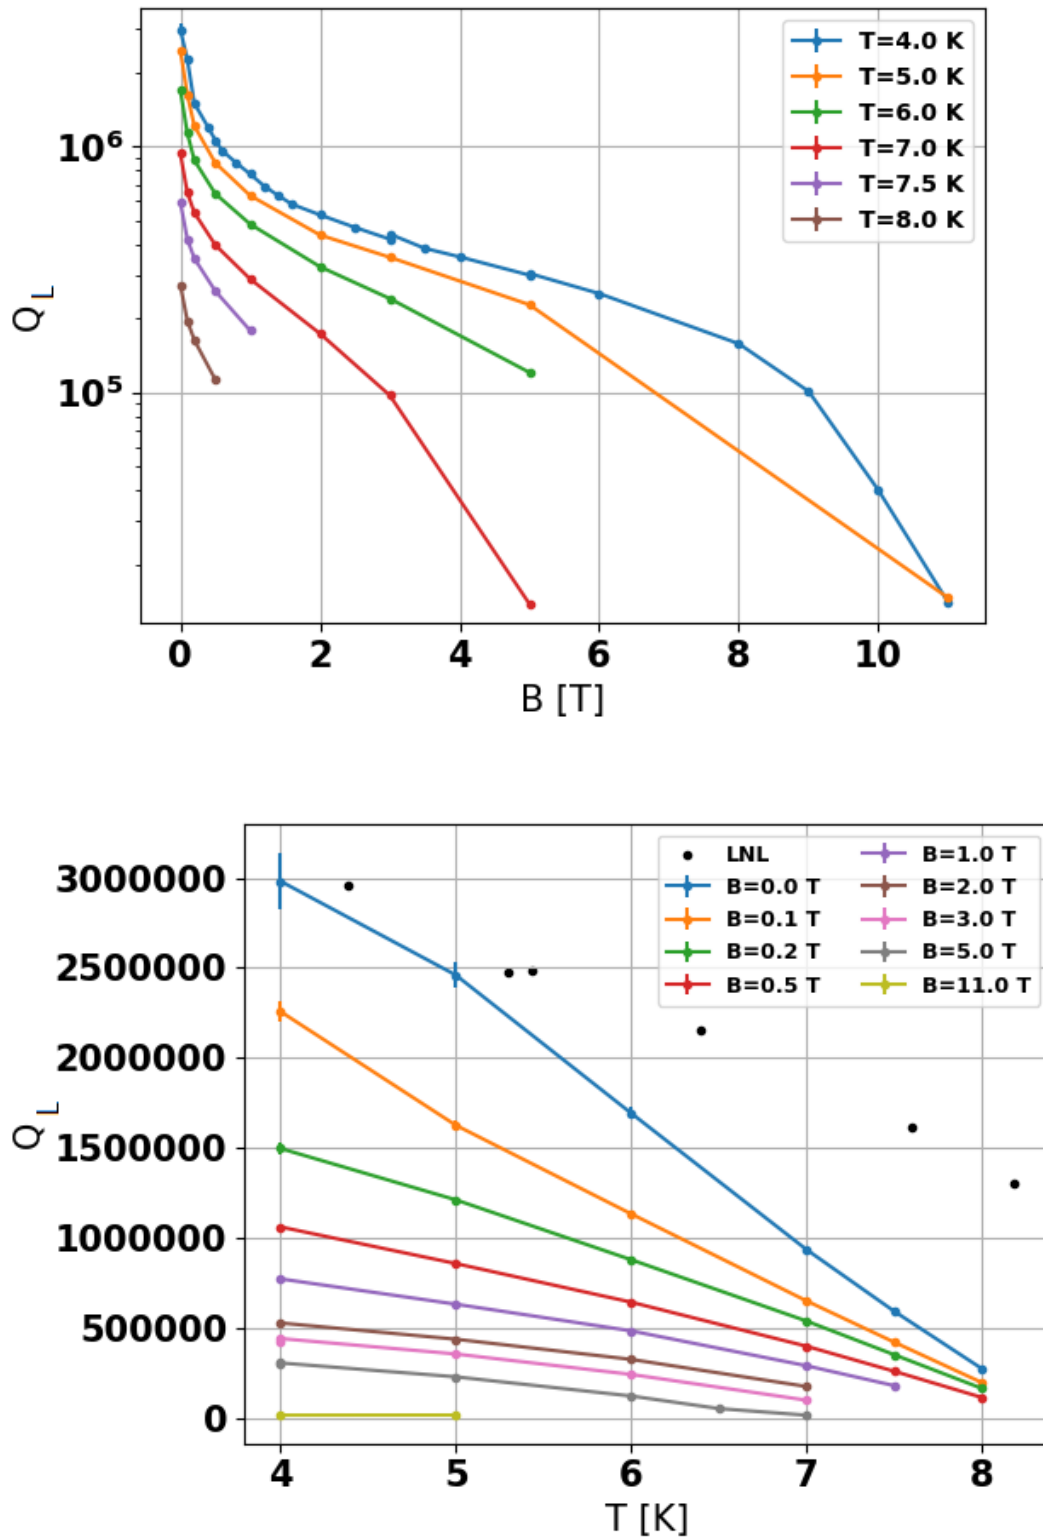 T=4.0 K
T=5.0 K
T=6.0 K
T=7.0 K
T=7.5 K
T=8.0 K
10⁶
10⁵
Q_L
0 2 4 6 8 10
B [T]
LNL
B=0.0 T
B=0.1 T
B=0.2 T
B=0.5 T
B=1.0 T
B=2.0 T
B=3.0 T
B=5.0 T
B=11.0 T
3000000
2500000
2000000
1500000
1000000
500000
0
Q_L
4 5 6 7 8
T [K]